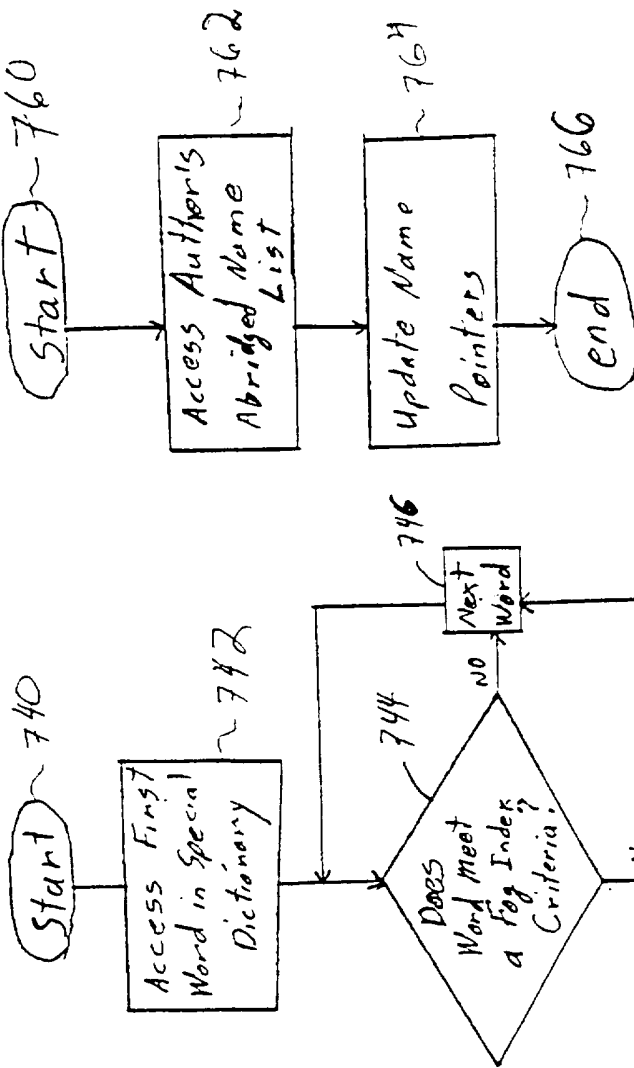 Start ~ 740
Access First
Word in Special
Dictionary
~ 742
Does
Word meet
a Fog Index
Criteria?
744
NO
Next
Word
746
Start ~ 760
Access Author's
Abridged Name
List
~ 762
Update Name
Pointers
~ 764
end ~ 766